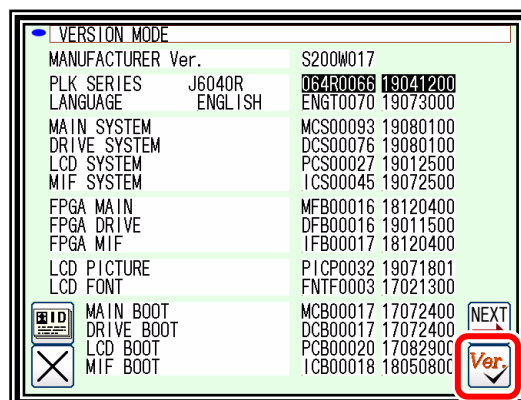 VERSION MODE
MANUFACTURER Ver. S200W017
PLK SERIES J6040R 064R0066 19041200
LANGUAGE ENGLISH ENGT0070 19073000
MAIN SYSTEM MCS00093 19080100
DRIVE SYSTEM DCS00076 19080100
LCD SYSTEM PCS00027 19012500
MIF SYSTEM ICS00045 19072500
FPGA MAIN MFB00016 18120400
FPGA DRIVE DFB00016 19011500
FPGA MIF IFB00017 18120400
LCD PICTURE PICP0032 19071801
LCD FONT FNTF0003 17021300
MAIN BOOT MCB00017 17072400
DRIVE BOOT DCB00017 17072400
LCD BOOT PCB00020 17082900
MIF BOOT ICB00018 18050800
ID
NEXT
Ver.